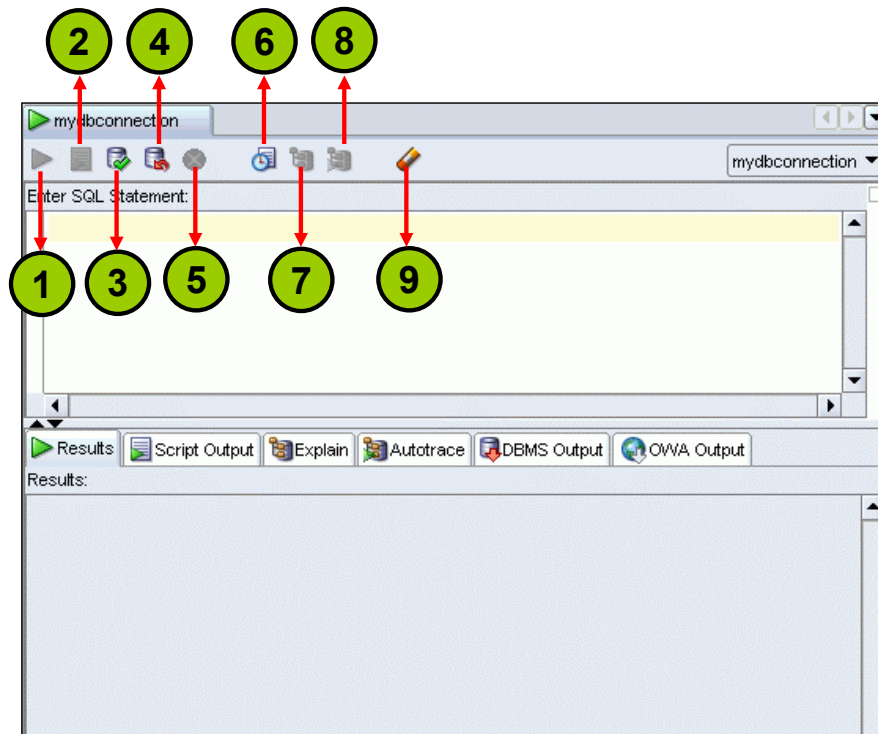 2 4 6 8
mydbconnection
mydbconnection
Enter SQL Statement:
1 3 5 7 9
Results Script Output Explain Autotrace DBMS Output OWA Output
Results: